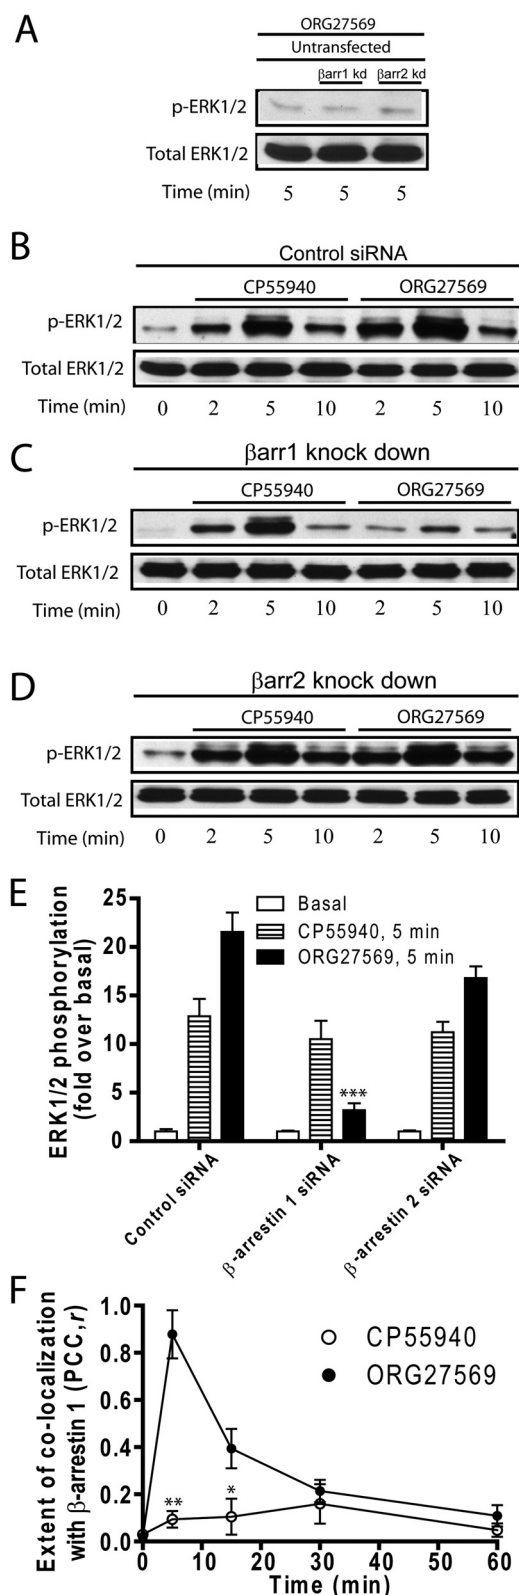 A
ORG27569
Untransfected
βarr1 kd βarr2 kd
p-ERK1/2
Total ERK1/2
Time (min) 5 5 5
B
Control siRNA
CP55940 ORG27569
p-ERK1/2
Total ERK1/2
Time (min) 0 2 5 10 2 5 10
C
βarr1 knock down
CP55940 ORG27569
p-ERK1/2
Total ERK1/2
Time (min) 0 2 5 10 2 5 10
D
βarr2 knock down
CP55940 ORG27569
p-ERK1/2
Total ERK1/2
Time (min) 0 2 5 10 2 5 10
E
ERK1/2 phosphorylation
(fold over basal)
25
20
15
10
5
0
Basal
CP55940, 5 min
ORG27569, 5 min
***
Control siRNA
β-arrestin 1 siRNA
β-arrestin 2 siRNA
F
Extent of co-localization
with β-arrestin 1 (PCC,r)
1.0
0.8
0.6
0.4
0.2
0.0
CP55940
ORG27569
** *
0 10 20 30 40 50 60
Time (min)